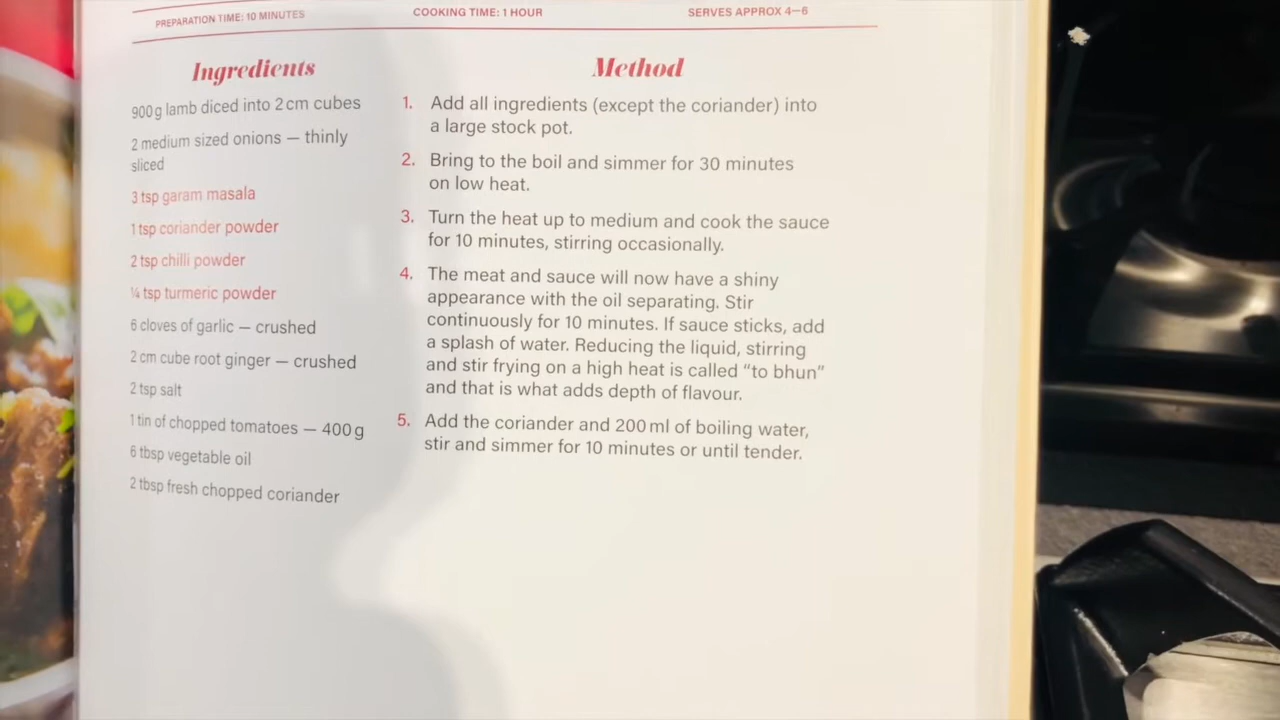 PREPARATION TIME: 10 MINUTES
COOKING TIME: 1 HOUR
SERVES APPROX 4—6
Ingredients
900g lamb diced into 2cm cubes
2 medium sized onions — thinly
sliced
3 tsp garam masala
1 tsp coriander powder
2 tsp chilli powder
¼ tsp turmeric powder
6 cloves of garlic — crushed
2cm cube root ginger — crushed
2 tsp salt
1 tin of chopped tomatoes — 400g
6 tbsp vegetable oil
2 tbsp fresh chopped coriander
Method
1. Add all ingredients (except the coriander) into
a large stock pot.
2. Bring to the boil and simmer for 30 minutes
on low heat.
3. Turn the heat up to medium and cook the sauce
for 10 minutes, stirring occasionally.
4. The meat and sauce will now have a shiny
appearance with the oil separating. Stir
continuously for 10 minutes. If sauce sticks, add
a splash of water. Reducing the liquid, stirring
and stir frying on a high heat is called “to bhun”
and that is what adds depth of flavour.
5. Add the coriander and 200ml of boiling water,
stir and simmer for 10 minutes or until tender.